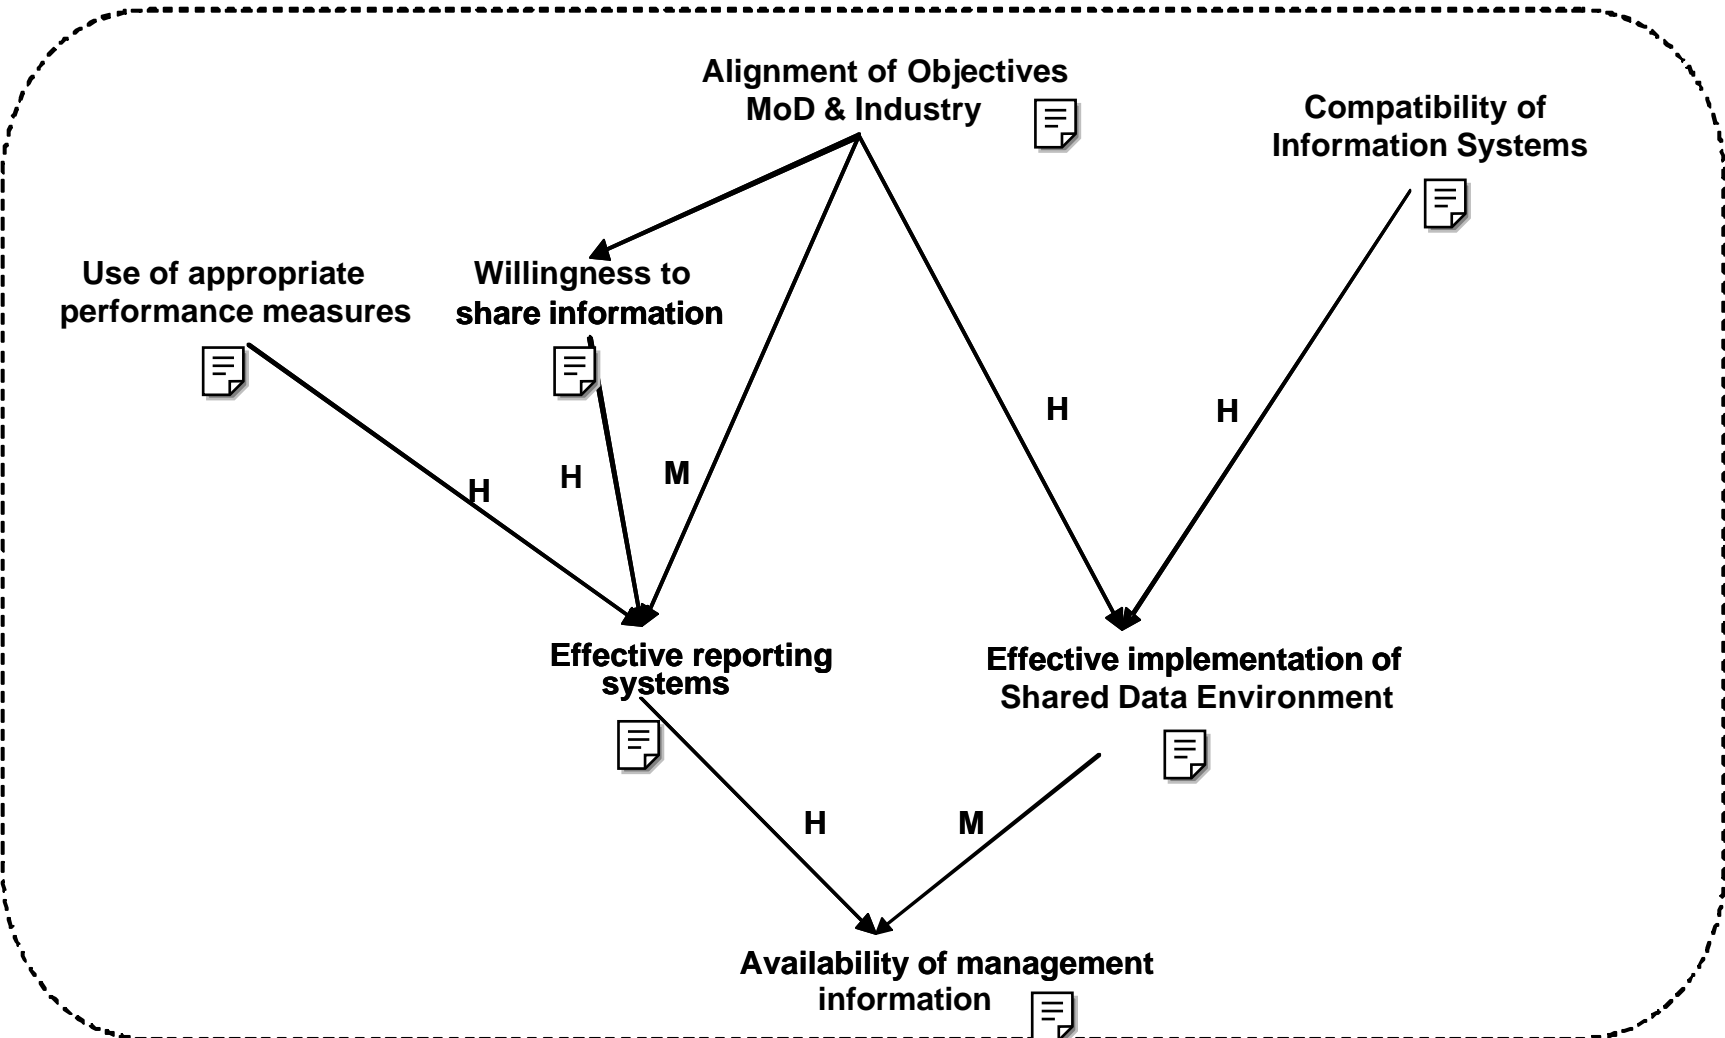 Alignment of Objectives
MoD & Industry
Compatibility of
Information Systems
Use of appropriate
performance measures
Willingness to
share information
H
H
H
H
M
Effective reporting
systems
Effective implementation of
Shared Data Environment
H
M
Availability of management
information